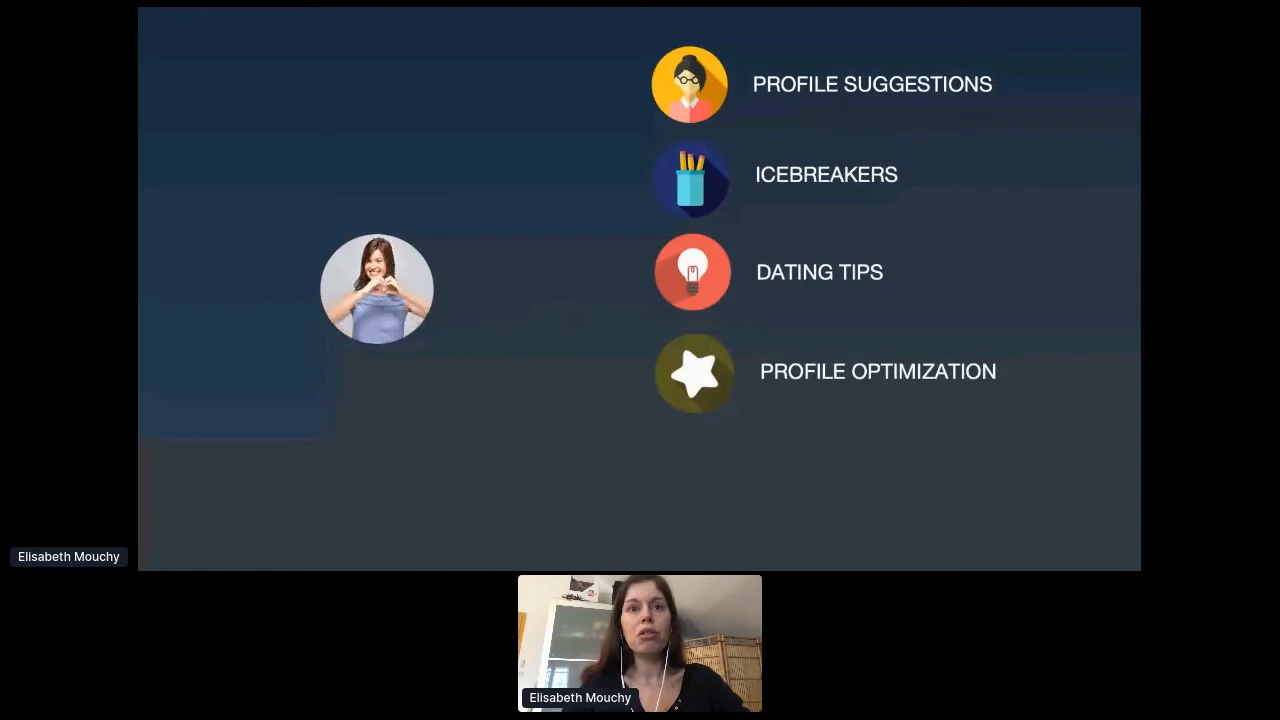 PROFILE SUGGESTIONS
ICEBREAKERS
DATING TIPS
PROFILE OPTIMIZATION
Elisabeth Mouchy
Elisabeth Mouchy